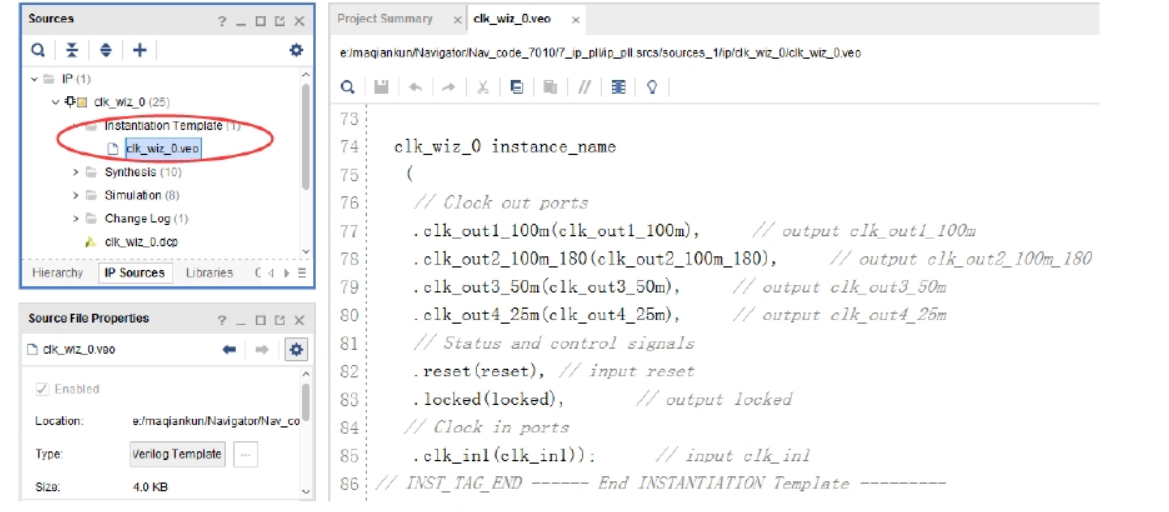 Sources
? _ □ X
IP (1)
clk_wiz_0 (25)
Instantiation Template (1)
clk_wiz_0.veo
Synthesis (10)
Simulation (8)
Change Log (1)
clk_wiz_0.dcp
Hierarchy IP Sources Libraries C
Source File Properties
? _ □ X
clk_wiz_0.veo
Enabled
Location: e:/maqiankun/Navigator/Nav_co
Type: Verilog Template ...
Size: 4.0 KB
Project Summary × clk_wiz_0.veo ×
e:/maqiankun/Navigator/Nav_code_7010/7_ip_pll/ip_pll.srcs/sources_1/ip/clk_wiz_0/clk_wiz_0.veo
73
74 clk_wiz_0 instance_name
75 (
76 // Clock out ports
77 .clk_out1_100m(clk_out1_100m), // output clk_out1_100m
78 .clk_out2_100m_180(clk_out2_100m_180), // output clk_out2_100m_180
79 .clk_out3_50m(clk_out3_50m), // output clk_out3_50m
80 .clk_out4_25m(clk_out4_25m), // output clk_out4_25m
81 // Status and control signals
82 .reset(reset), // input reset
83 .locked(locked), // output locked
84 // Clock in ports
85 .clk_in1(clk_in1)); // input clk_in1
86 // INST_TAG_END ------ End INSTANTIATION Template ---------